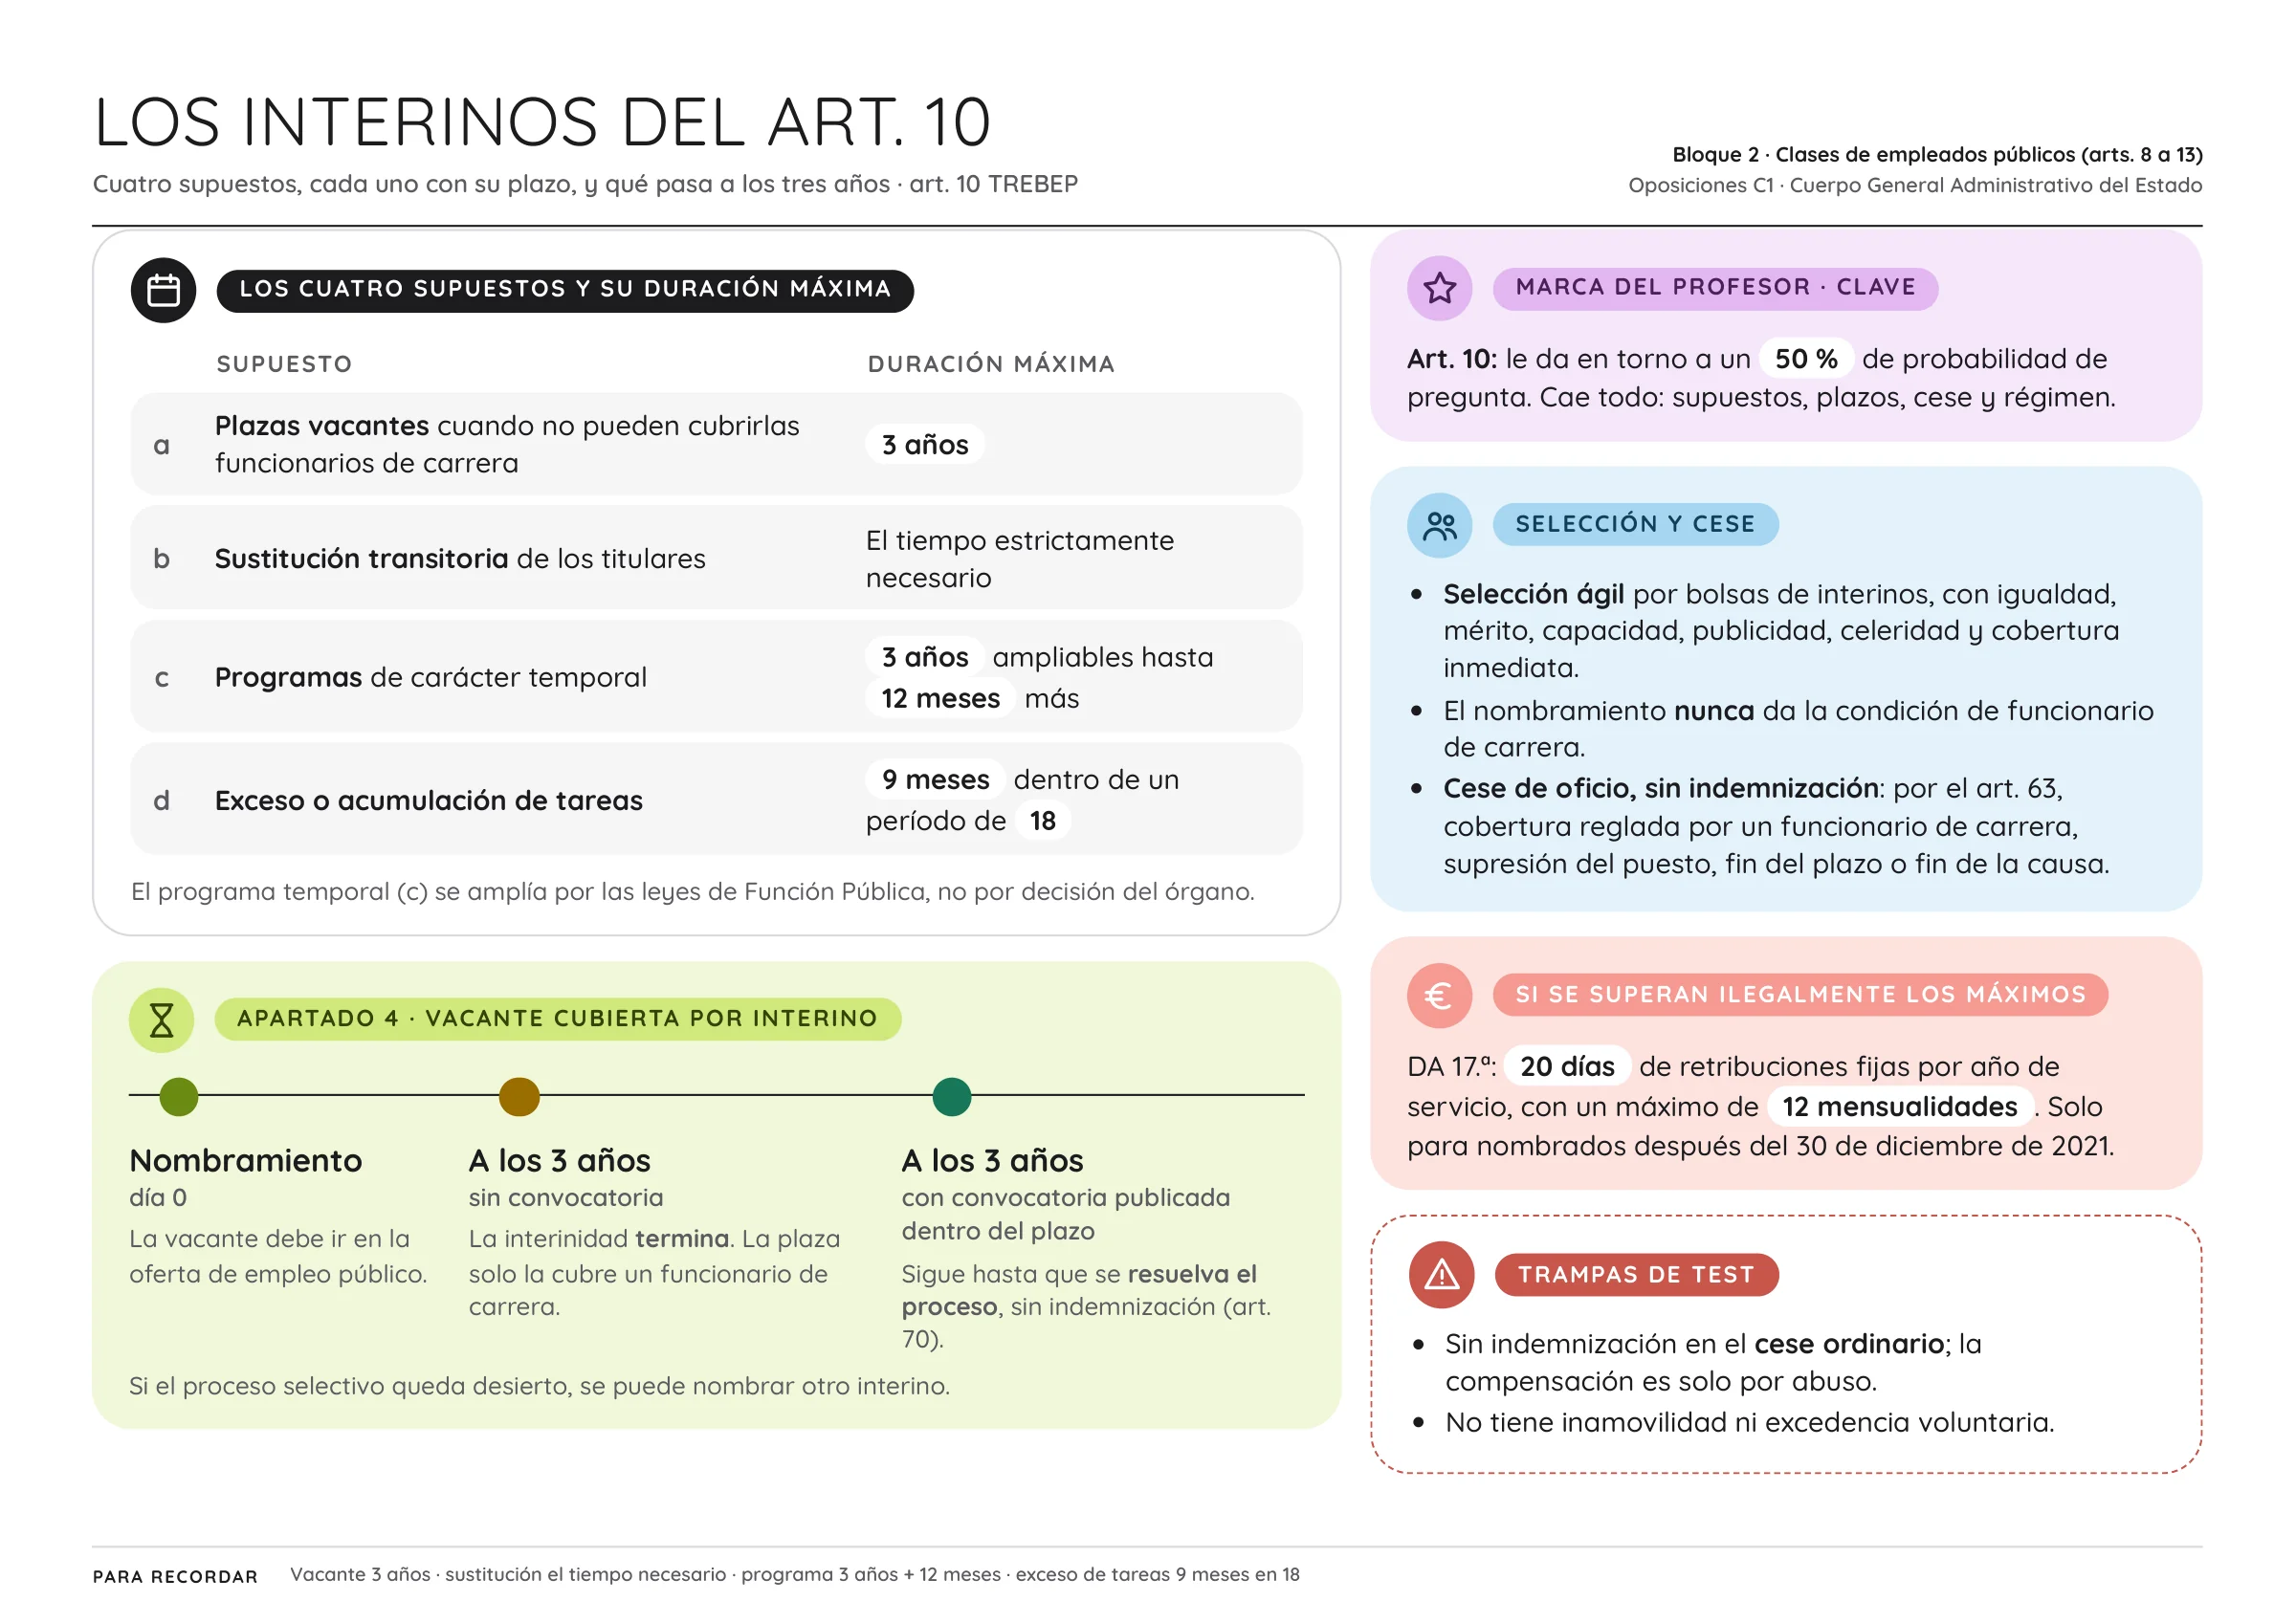 LOS INTERINOS DEL ART. 10
Cuatro supuestos, cada uno con su plazo, y qué pasa a los tres años · art. 10 TREBEP
Bloque 2 · Clases de empleados públicos (arts. 8 a 13)
Oposiciones C1 · Cuerpo General Administrativo del Estado
LOS CUATRO SUPUESTOS Y SU DURACIÓN MÁXIMA
SUPUESTO
DURACIÓN MÁXIMA
a
Plazas vacantes cuando no pueden cubrirlas
funcionarios de carrera
3 años
b
Sustitución transitoria de los titulares
El tiempo estrictamente
necesario
c
Programas de carácter temporal
3 años ampliables hasta
12 meses más
d
Exceso o acumulación de tareas
9 meses dentro de un
período de 18
El programa temporal (c) se amplía por las leyes de Función Pública, no por decisión del órgano.
APARTADO 4 · VACANTE CUBIERTA POR INTERINO
Nombramiento
día 0
La vacante debe ir en la
oferta de empleo público.
A los 3 años
sin convocatoria
La interinidad termina. La plaza
solo la cubre un funcionario de
carrera.
A los 3 años
con convocatoria publicada
dentro del plazo
Sigue hasta que se resuelva el
proceso, sin indemnización (art.
70).
Si el proceso selectivo queda desierto, se puede nombrar otro interino.
MARCA DEL PROFESOR · CLAVE
Art. 10: le da en torno a un 50 % de probabilidad de
pregunta. Cae todo: supuestos, plazos, cese y régimen.
SELECCIÓN Y CESE
• Selección ágil por bolsas de interinos, con igualdad,
mérito, capacidad, publicidad, celeridad y cobertura
inmediata.
• El nombramiento nunca da la condición de funcionario
de carrera.
• Cese de oficio, sin indemnización: por el art. 63,
cobertura reglada por un funcionario de carrera,
supresión del puesto, fin del plazo o fin de la causa.
€ SI SE SUPERAN ILEGALMENTE LOS MÁXIMOS
DA 17.ª: 20 días de retribuciones fijas por año de
servicio, con un máximo de 12 mensualidades. Solo
para nombrados después del 30 de diciembre de 2021.
TRAMPAS DE TEST
• Sin indemnización en el cese ordinario; la
compensación es solo por abuso.
• No tiene inamovilidad ni excedencia voluntaria.
PARA RECORDAR
Vacante 3 años · sustitución el tiempo necesario · programa 3 años + 12 meses · exceso de tareas 9 meses en 18